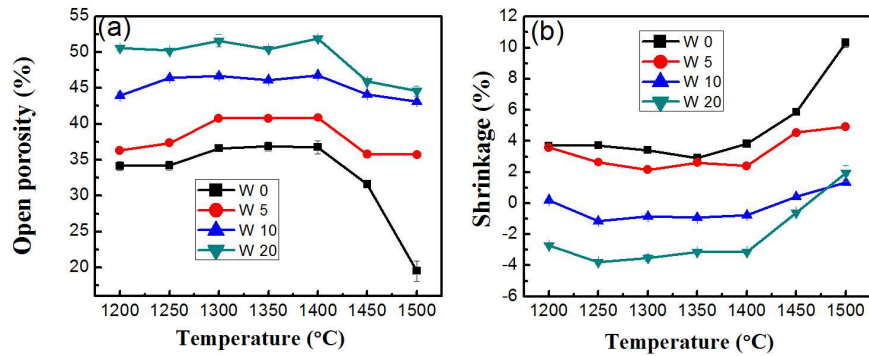 (a)
Open porosity (%)
55
50
45
40
35
30
25
20
W 0
W 5
W 10
W 20
1200 1250 1300 1350 1400 1450 1500
Temperature (°C)
(b)
Shrinkage (%)
12
10
8
6
4
2
0
-2
-4
-6
W 0
W 5
W 10
W 20
1200 1250 1300 1350 1400 1450 1500
Temperature (°C)